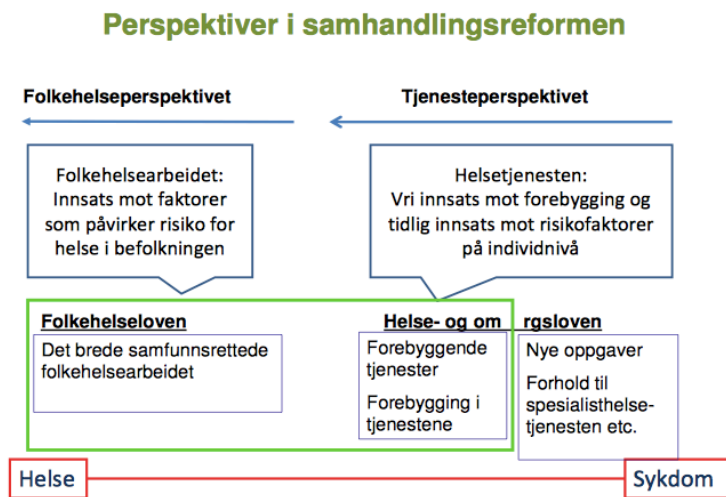 Perspektiver i samhandlingsreformen
Folkehelseperspektivet
Tjenesteperspektivet
Folkehelsearbeidet:
Innsats mot faktorer
som påvirker risiko for
helse i befolkningen
Helsetjenesten:
Vri innsats mot forebygging og
tidlig innsats mot risikofaktorer
på individnivå
Folkehelseloven
Det brede samfunnsrettede
folkehelsearbeidet
Helse- og om rgsloven
Forebyggende
tjenester
Forebygging i
tjenestene
Nye oppgaver
Forhold til
spesialisthelse-
tjenesten etc.
Helse
Sykdom